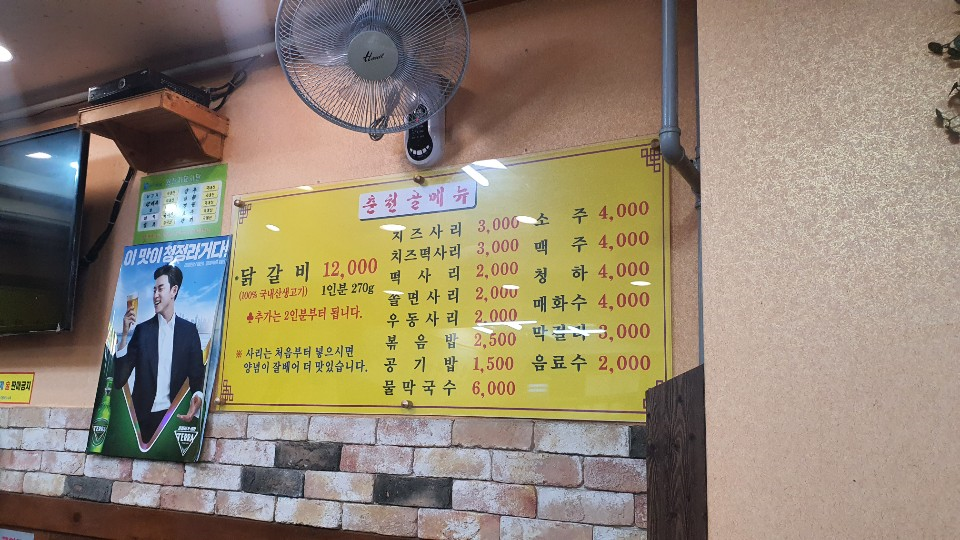 춘천골메뉴
닭갈비 12,000
(100% 국내산생고기) 1인분 270g
♣추가는 2인분부터 됩니다.
※ 사리는 처음부터 넣으시면
양념이 잘배어 더 맛있습니다.
치즈사리 3,000
치즈떡사리 3,000
떡사리 2,000
쫄면사리 2,000
우동사리 2,000
볶음밥 2,500
공기밥 1,500
물막국수 6,000
소주 4,000
맥주 4,000
청하 4,000
매화수 4,000
막걸리 3,000
음료수 2,000
이 맛이 청정라거다!
TERRA
TERRA
판매금지